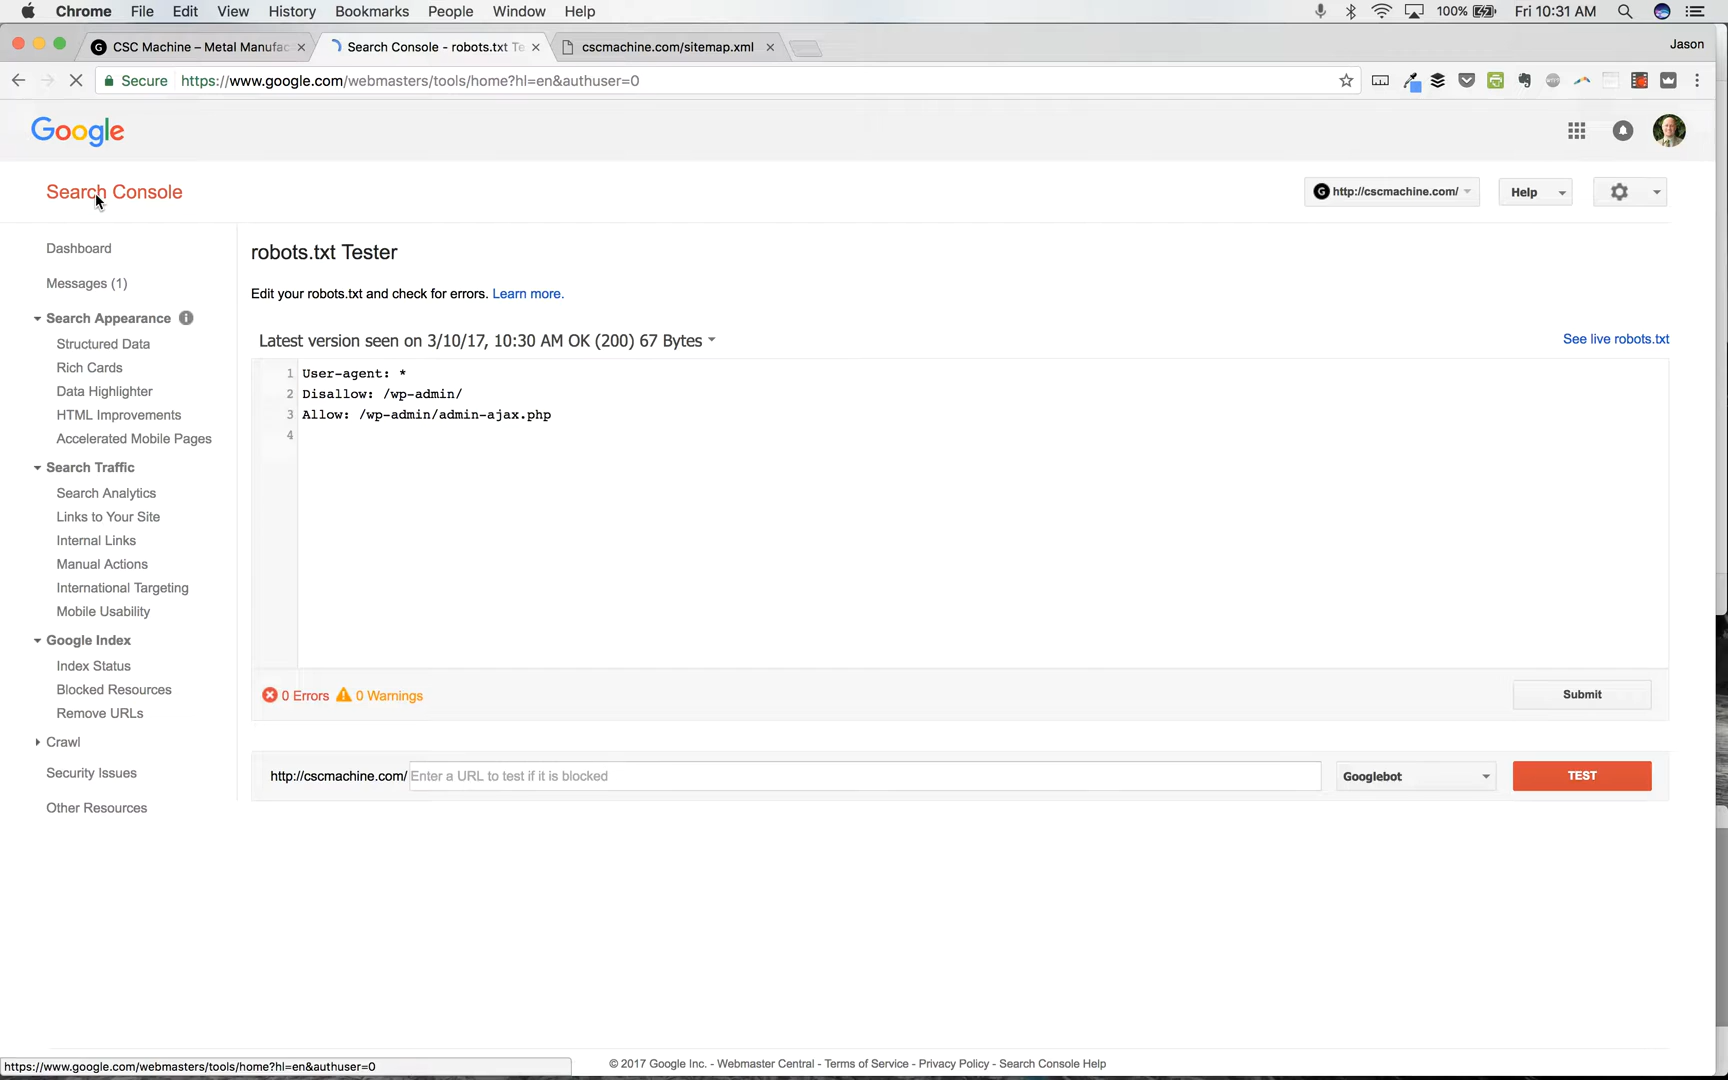 Chrome File Edit View History Bookmarks People Window Help 100% Fri 10:31 AM
CSC Machine – Metal Manufac Search Console - robots.txt Te cscmachine.com/sitemap.xml Jason
Secure https://www.google.com/webmasters/tools/home?hl=en&authuser=0
Google
Search Console http://cscmachine.com/ Help
Dashboard
Messages (1)
Search Appearance
Structured Data
Rich Cards
Data Highlighter
HTML Improvements
Accelerated Mobile Pages
Search Traffic
Search Analytics
Links to Your Site
Internal Links
Manual Actions
International Targeting
Mobile Usability
Google Index
Index Status
Blocked Resources
Remove URLs
Crawl
Security Issues
Other Resources
robots.txt Tester
Edit your robots.txt and check for errors. Learn more.
Latest version seen on 3/10/17, 10:30 AM OK (200) 67 Bytes See live robots.txt
1 User-agent: *
2 Disallow: /wp-admin/
3 Allow: /wp-admin/admin-ajax.php
4
0 Errors 0 Warnings Submit
http://cscmachine.com/ Enter a URL to test if it is blocked Googlebot TEST
© 2017 Google Inc. - Webmaster Central - Terms of Service - Privacy Policy - Search Console Help
https://www.google.com/webmasters/tools/home?hl=en&authuser=0